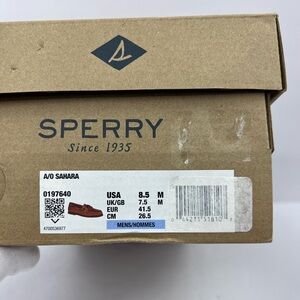 SPERRY
Since 1935
A/O SAHARA
0197640
USA 8.5 M
UK/GB 7.5 M
EUR 41.5
CM 26.5
MENS/HOMMES